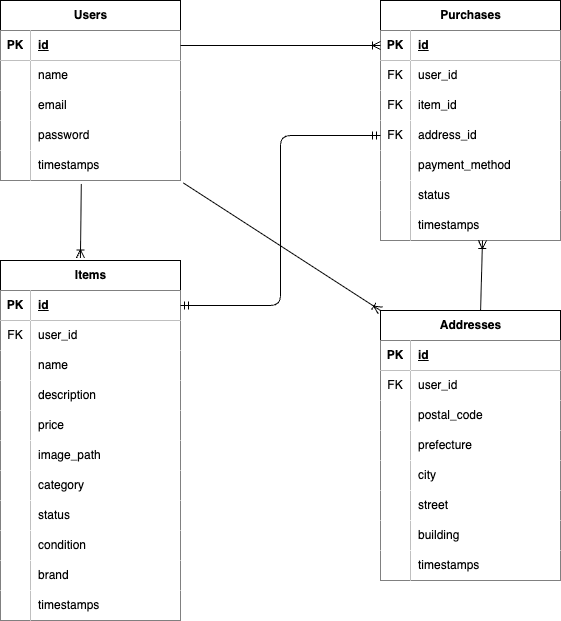 Users
PK id
name
email
password
timestamps
Purchases
PK id
FK user_id
FK item_id
FK address_id
payment_method
status
timestamps
Items
PK id
FK user_id
name
description
price
image_path
category
status
condition
brand
timestamps
Addresses
PK id
FK user_id
postal_code
prefecture
city
street
building
timestamps